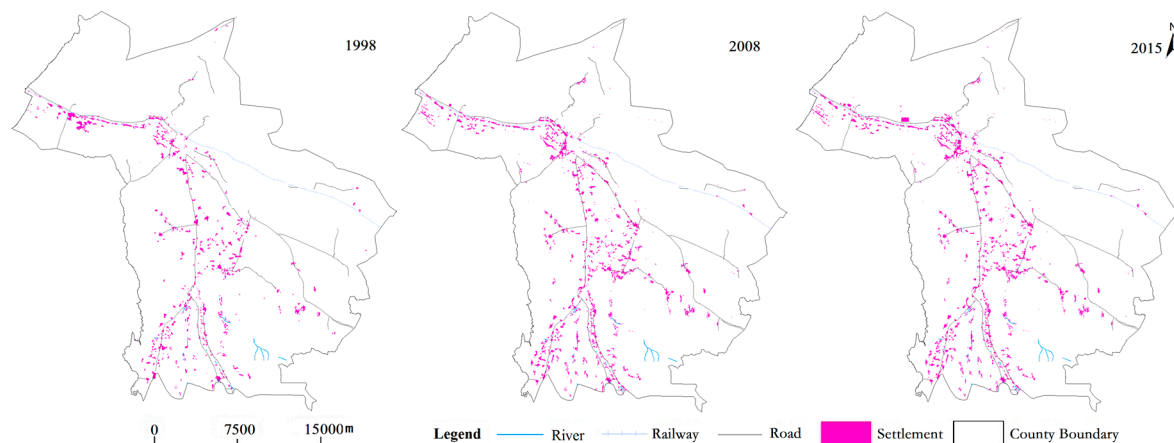 1998
2008
2015
N
0 7500 15000m
Legend River Railway Road Settlement County Boundary